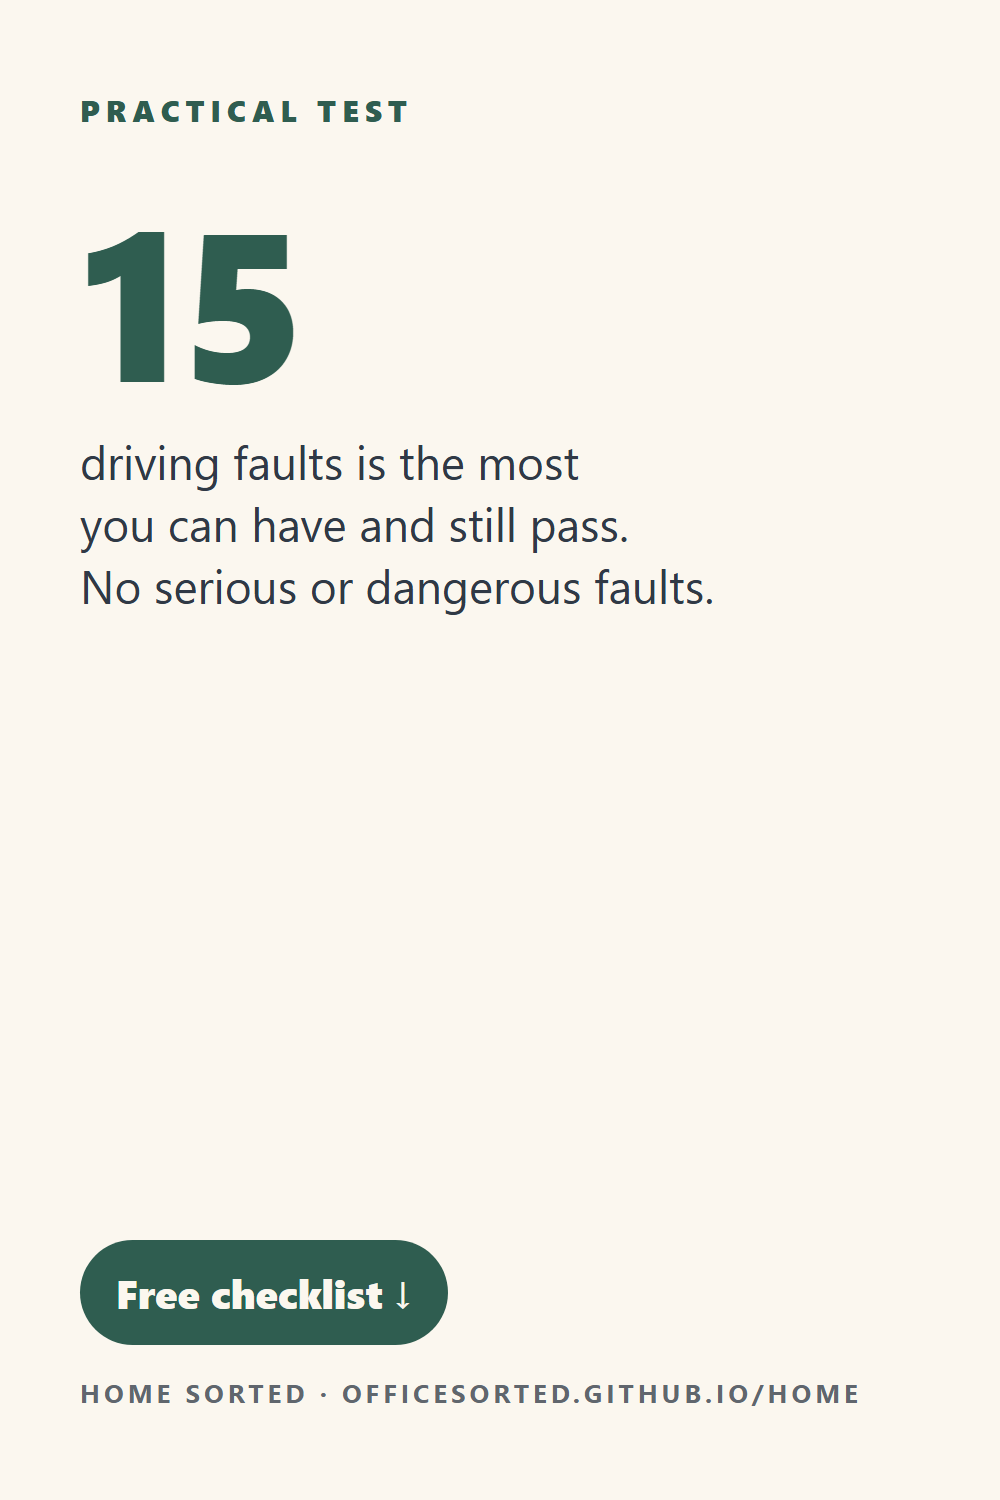 PRACTICAL TEST
15
driving faults is the most
you can have and still pass.
No serious or dangerous faults.
Free checklist ↓
HOME SORTED · OFFICESORTED.GITHUB.IO/HOME